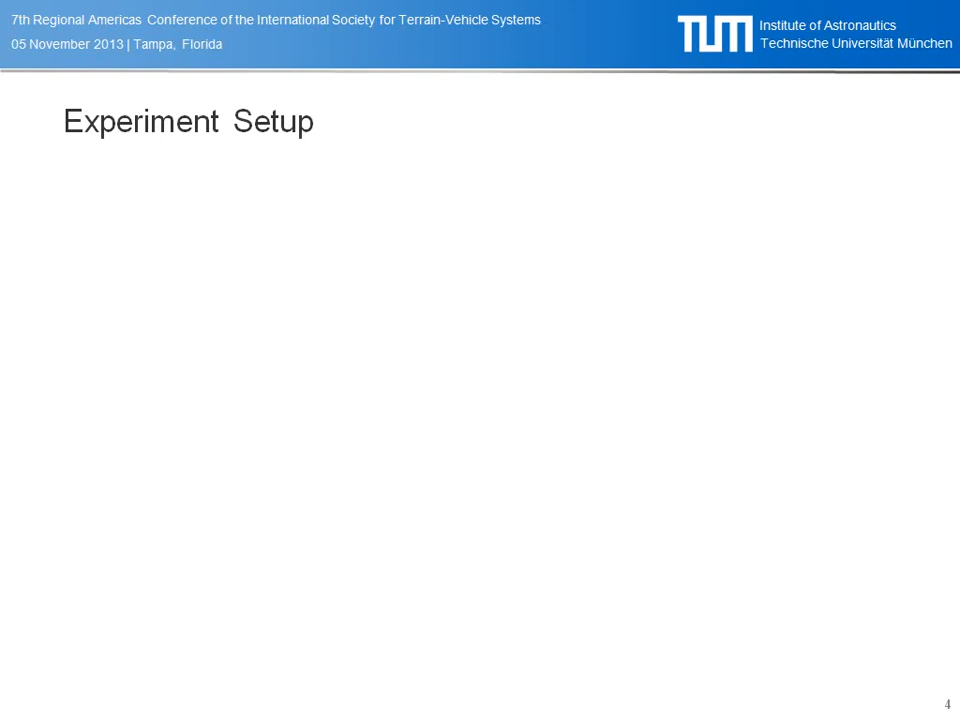 7th Regional Americas Conference of the International Society for Terrain-Vehicle Systems
05 November 2013 | Tampa, Florida
TUM
Institute of Astronautics
Technische Universität München
Experiment Setup
4